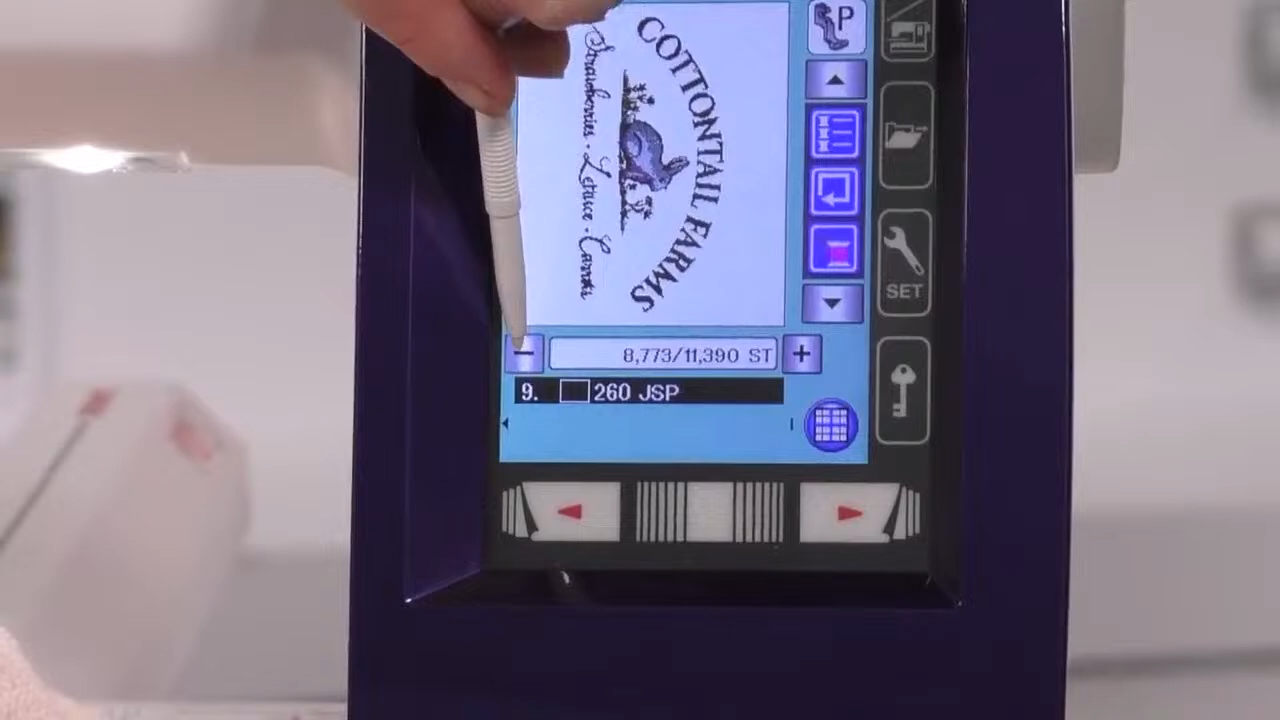 P
COTTONTAIL FARMS
Strawberries · Lettuce · Carrots
SET
− 8,773/11,390 ST +
9. 260 JSP